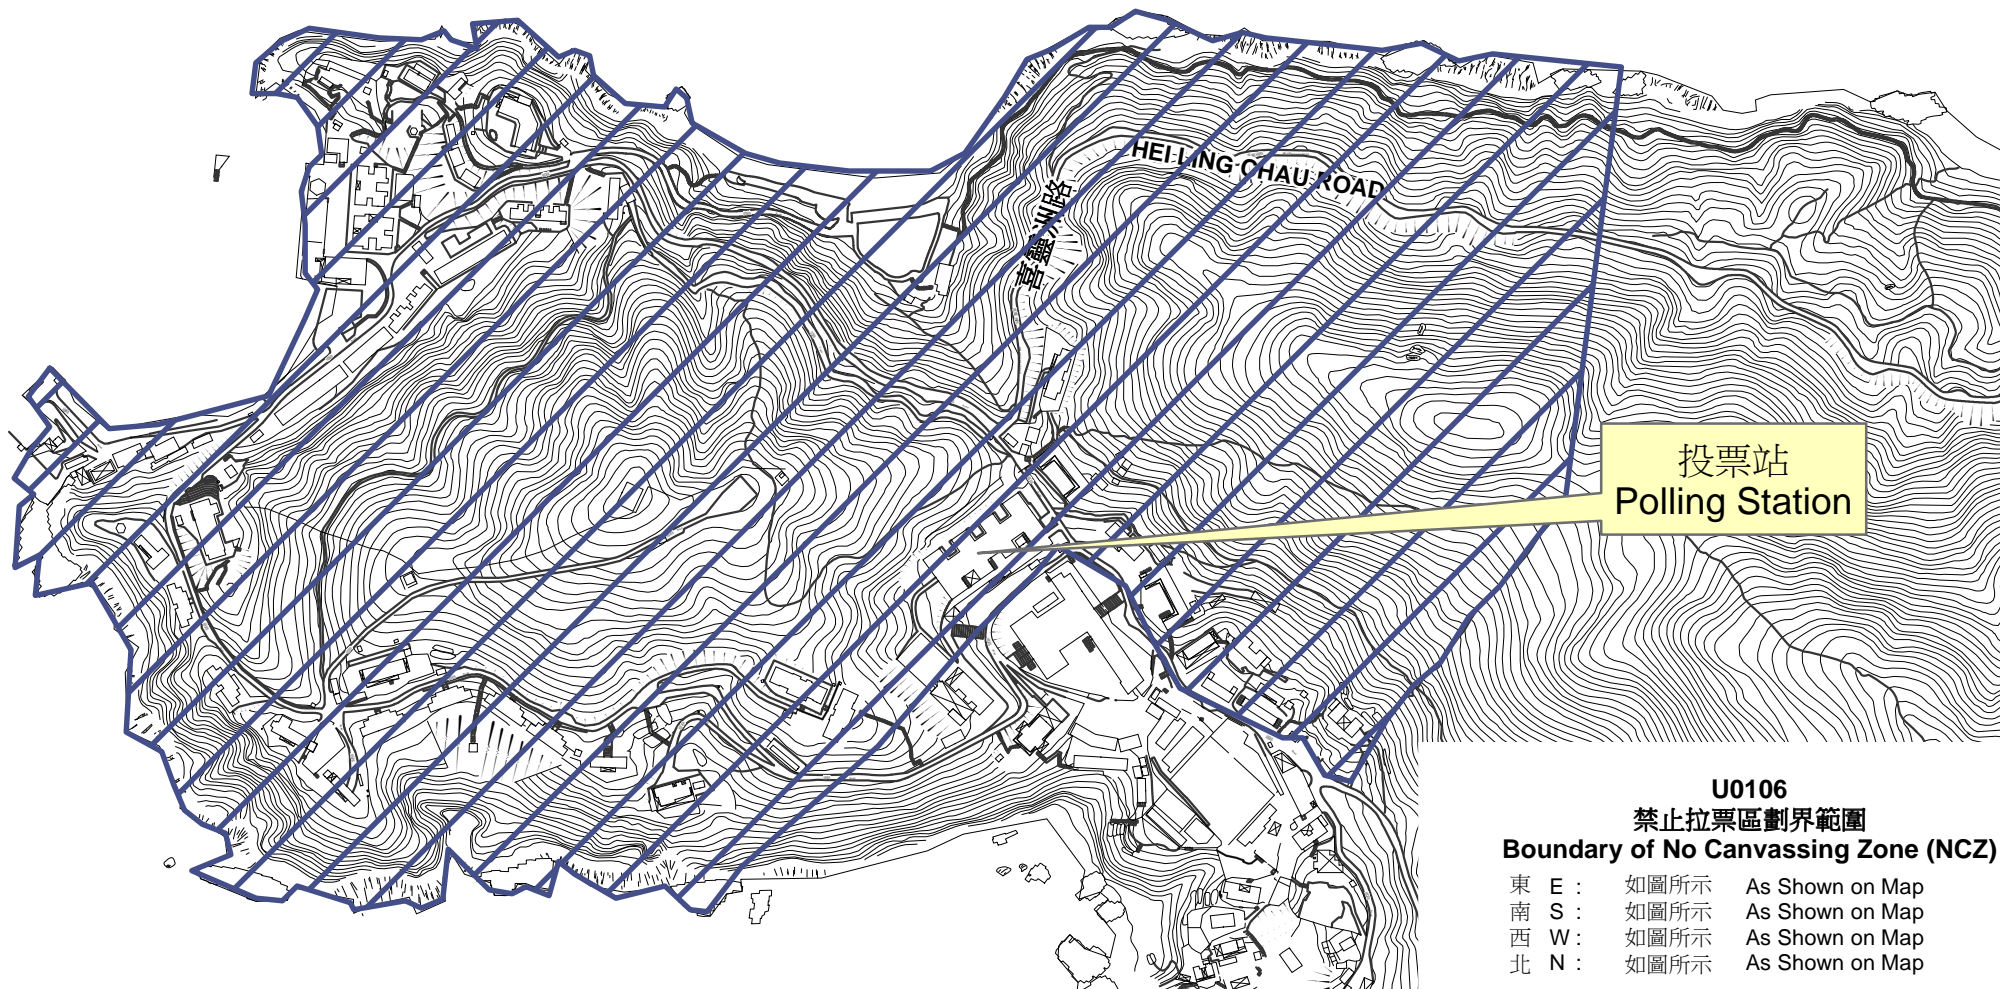 HEI LING CHAU ROAD
喜靈洲路
投票站
Polling Station
U0106
禁止拉票區劃界範圍
Boundary of No Canvassing Zone (NCZ)
東 E : 如圖所示 As Shown on Map
南 S : 如圖所示 As Shown on Map
西 W : 如圖所示 As Shown on Map
北 N : 如圖所示 As Shown on Map